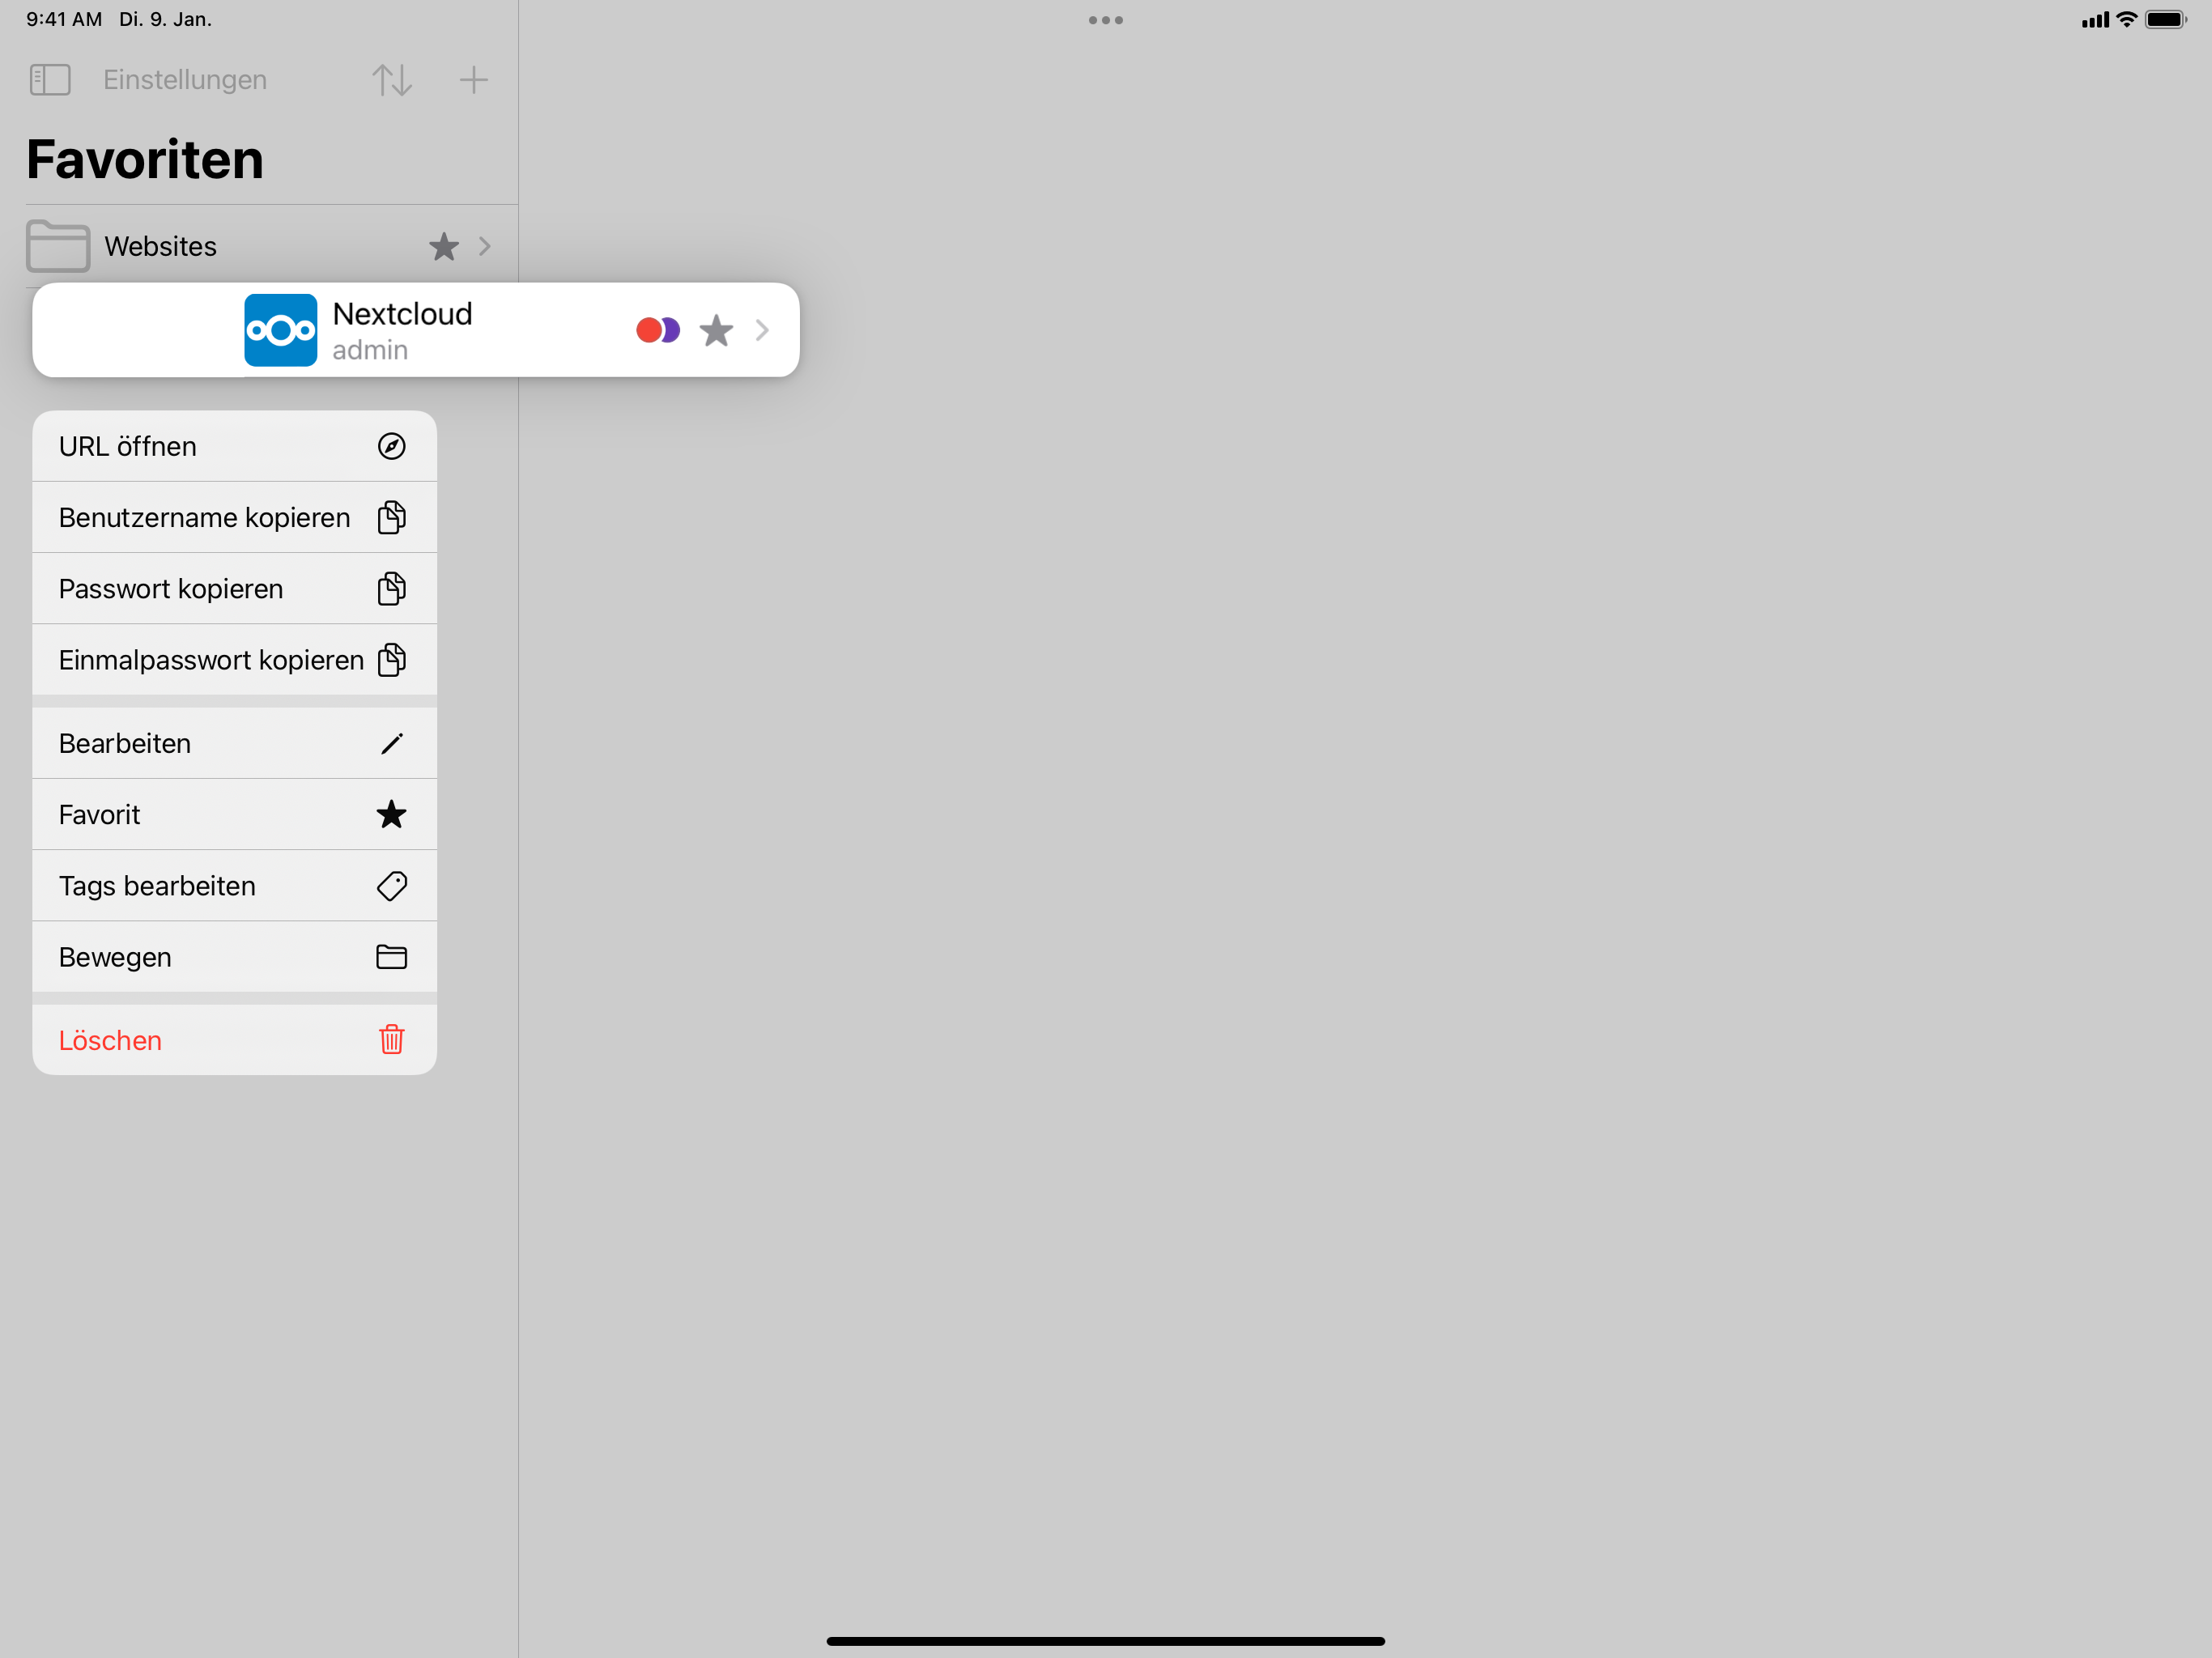 9:41 AM Di. 9. Jan.
Einstellungen
Favoriten
Websites
Nextcloud
admin
URL öffnen
Benutzername kopieren
Passwort kopieren
Einmalpasswort kopieren
Bearbeiten
Favorit
Tags bearbeiten
Bewegen
Löschen